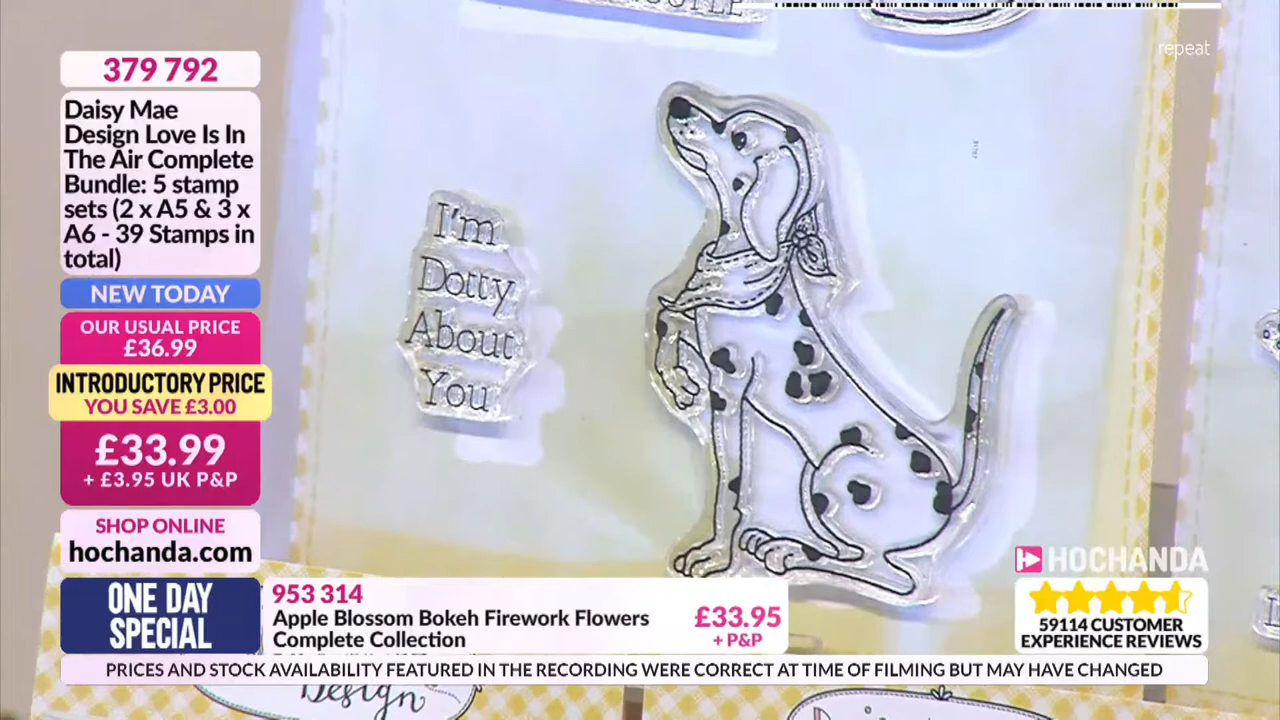 repeat
379 792
Daisy Mae
Design Love Is In
The Air Complete
Bundle: 5 stamp
sets (2 x A5 & 3 x
A6 - 39 Stamps in
total)
NEW TODAY
OUR USUAL PRICE
£36.99
INTRODUCTORY PRICE
YOU SAVE £3.00
£33.99
+ £3.95 UK P&P
SHOP ONLINE
hochanda.com
I'm
Dotty
About
You
ONE DAY
SPECIAL
953 314
Apple Blossom Bokeh Firework Flowers
Complete Collection
£33.95
+ P&P
HOCHANDA
59114 CUSTOMER
EXPERIENCE REVIEWS
PRICES AND STOCK AVAILABILITY FEATURED IN THE RECORDING WERE CORRECT AT TIME OF FILMING BUT MAY HAVE CHANGED
Design